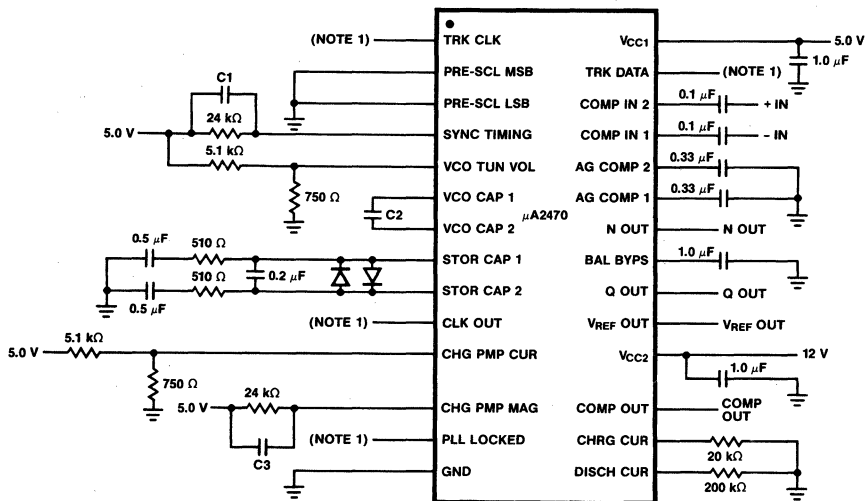 (NOTE 1) TRK CLK VCC1 5.0 V
1.0 μF
PRE-SCL MSB TRK DATA (NOTE 1)
C1
PRE-SCL LSB COMP IN 2 0.1 μF + IN
5.0 V 24 kΩ SYNC TIMING COMP IN 1 0.1 μF – IN
5.1 kΩ VCO TUN VOL AG COMP 2 0.33 μF
750 Ω
VCO CAP 1 AG COMP 1 0.33 μF
C2 μA2470
VCO CAP 2 N OUT N OUT
0.5 μF 510 Ω STOR CAP 1 BAL BYPS 1.0 μF
510 Ω 0.2 μF
0.5 μF STOR CAP 2 Q OUT Q OUT
(NOTE 1) CLK OUT VREF OUT VREF OUT
5.0 V 5.1 kΩ CHG PMP CUR VCC2 12 V
750 Ω 1.0 μF
5.0 V 24 kΩ CHG PMP MAG COMP OUT COMP OUT
C3
(NOTE 1) PLL LOCKED CHRG CUR 20 kΩ
GND DISCH CUR 200 kΩ